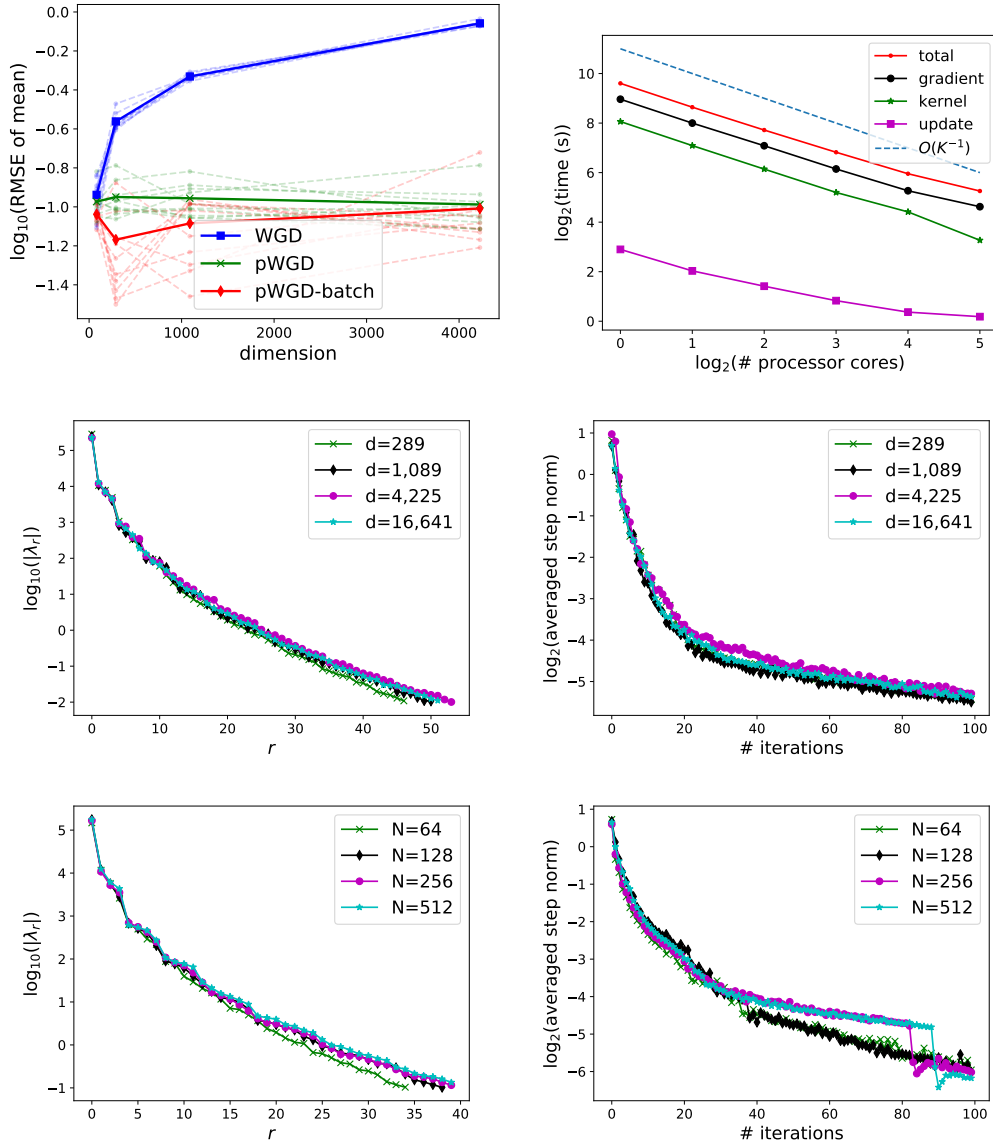 0.0
−0.2
−0.4
−0.6
−0.8
−1.0
−1.2
−1.4
log₁₀(RMSE of mean)
WGD
pWGD
pWGD-batch
0 1000 2000 3000 4000
dimension
10
8
6
4
2
0
log₂(time (s))
total
gradient
kernel
update
O(K⁻¹)
0 1 2 3 4 5
log₂(# processor cores)
5
4
3
2
1
0
−1
−2
log₁₀(|λᵣ|)
d=289
d=1,089
d=4,225
d=16,641
0 10 20 30 40 50
r
1
0
−1
−2
−3
−4
−5
log₂(averaged step norm)
d=289
d=1,089
d=4,225
d=16,641
0 20 40 60 80 100
# iterations
5
4
3
2
1
0
−1
log₁₀(|λᵣ|)
N=64
N=128
N=256
N=512
0 5 10 15 20 25 30 35 40
r
1
0
−1
−2
−3
−4
−5
−6
log₂(averaged step norm)
N=64
N=128
N=256
N=512
0 20 40 60 80 100
# iterations